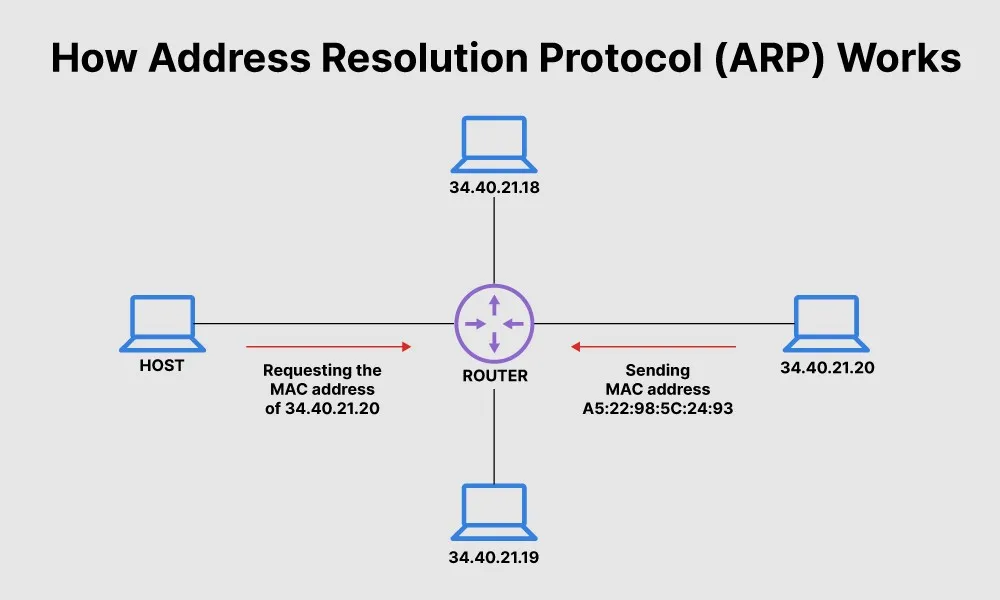 How Address Resolution Protocol (ARP) Works
34.40.21.18
HOST
Requesting the
MAC address
of 34.40.21.20
ROUTER
Sending
MAC address
A5:22:98:5C:24:93
34.40.21.20
34.40.21.19